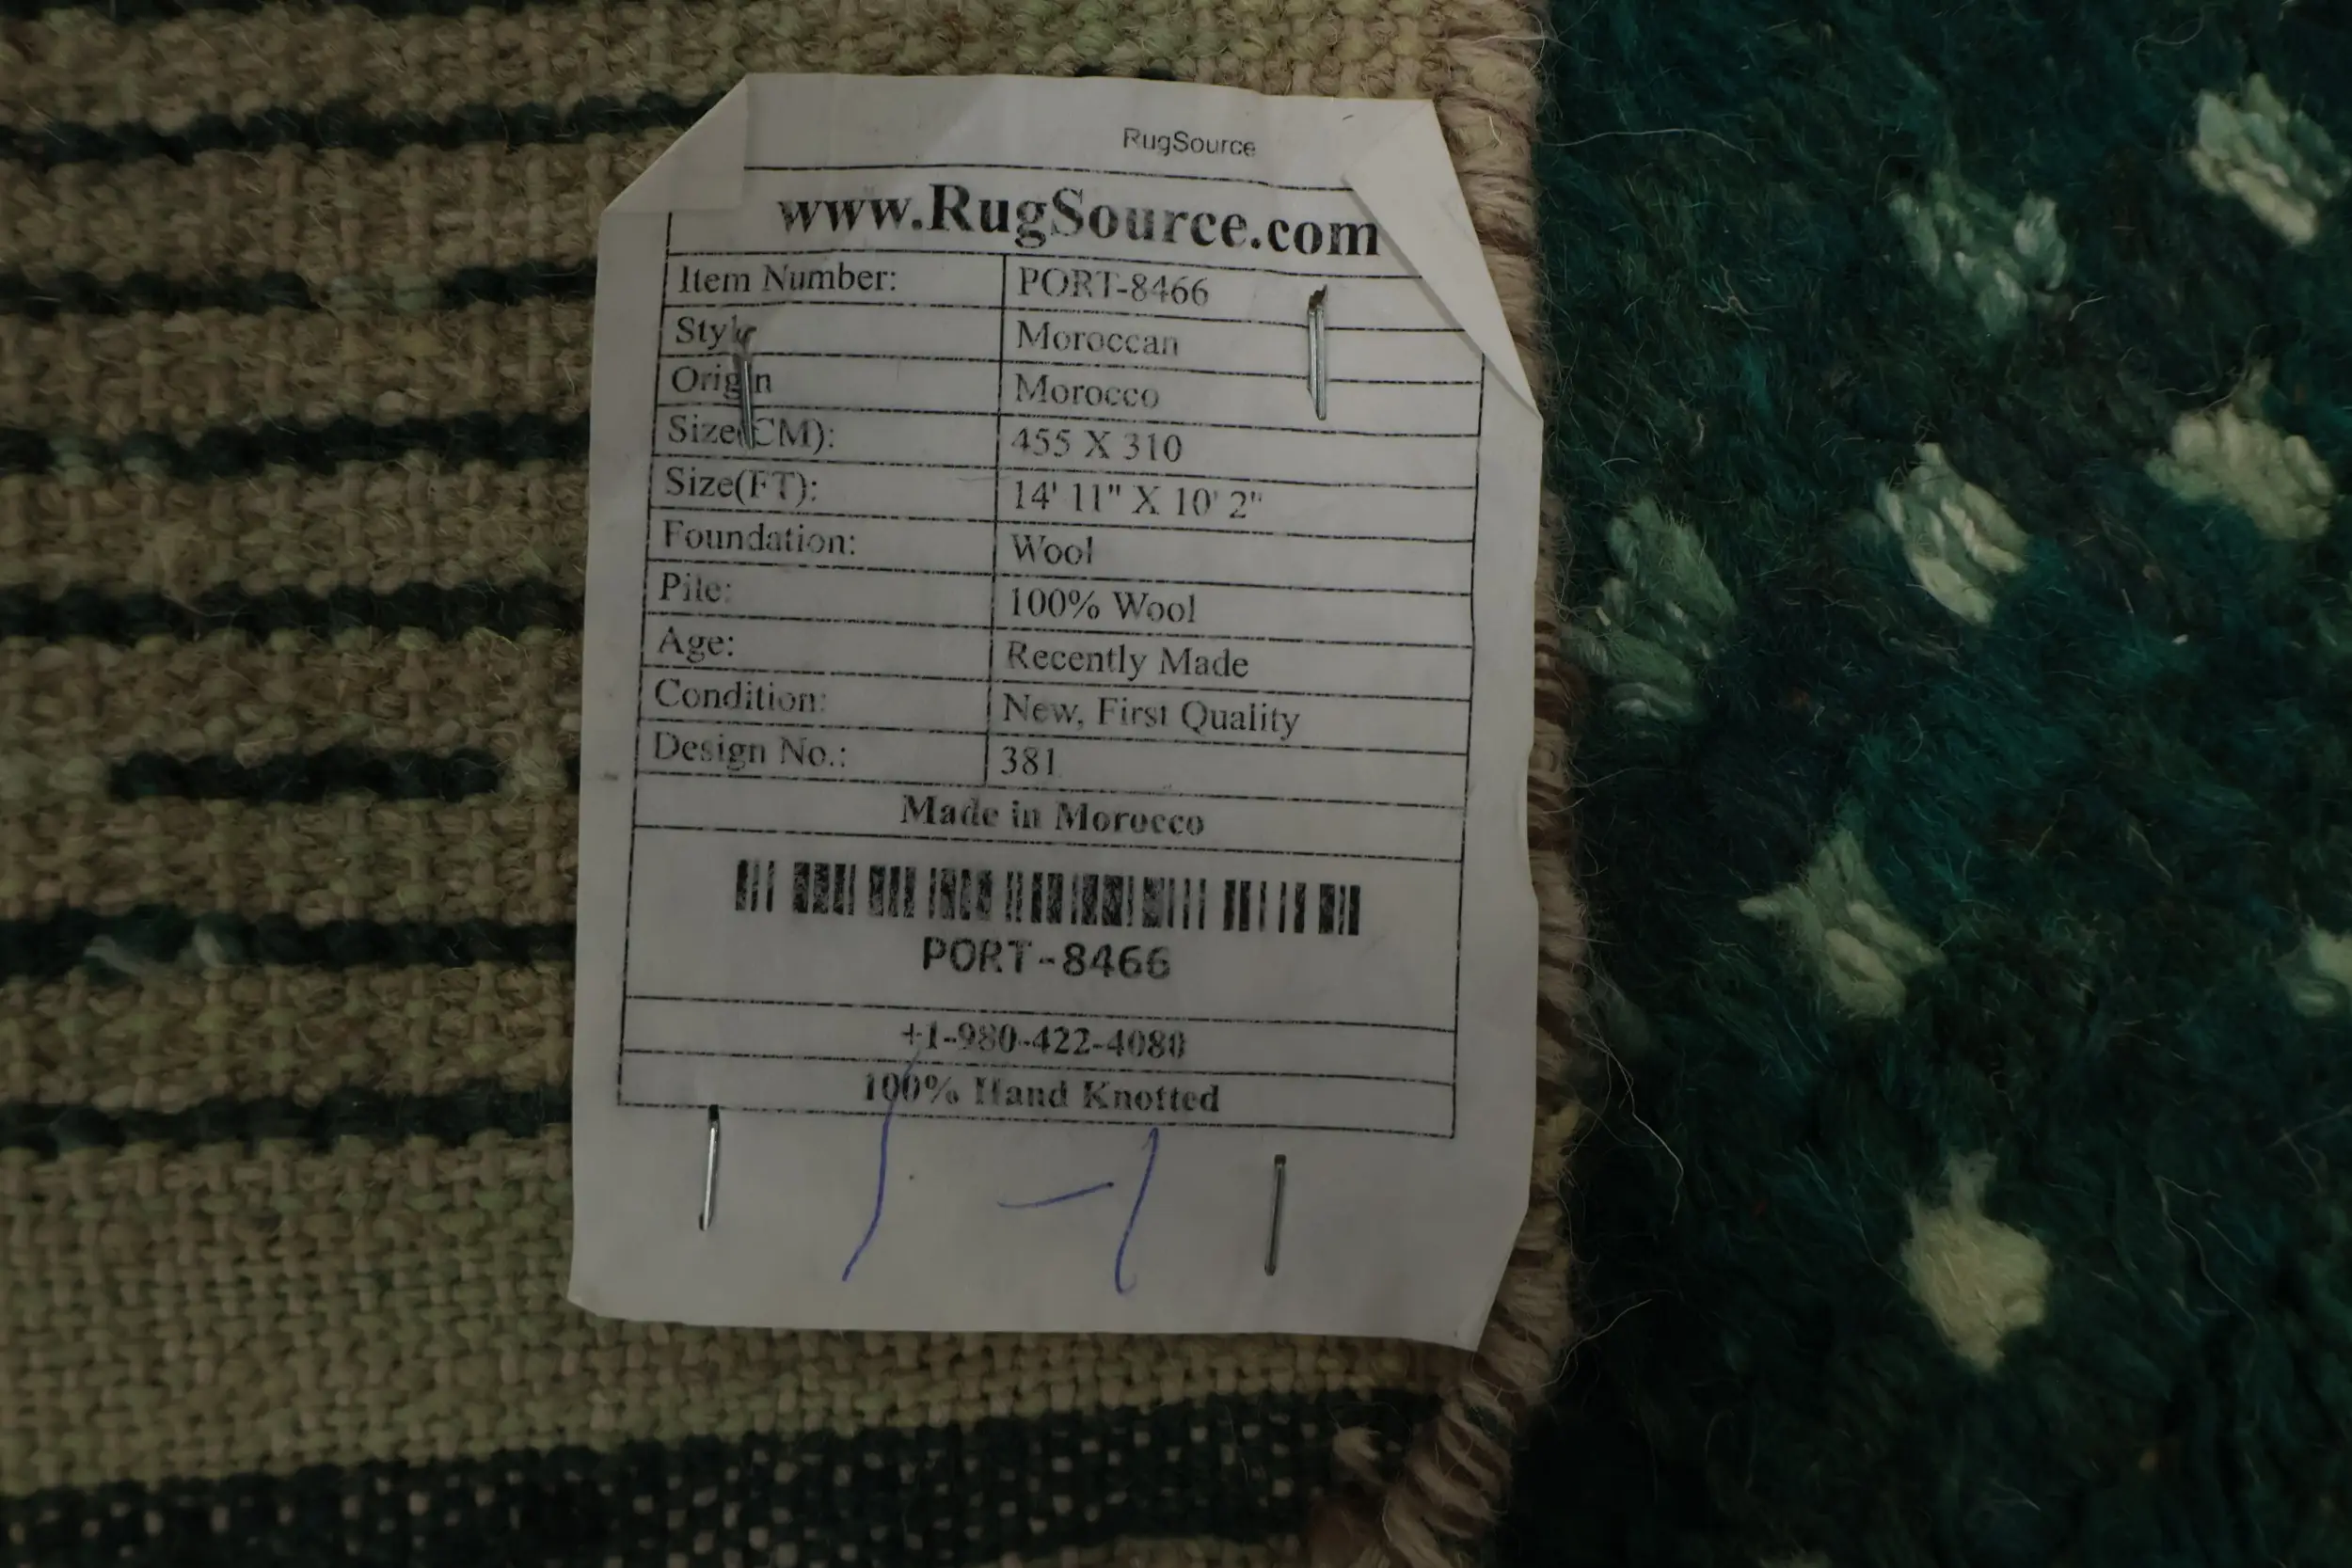 RugSource
www.RugSource.com
Item Number: PORT-8466
Style Moroccan
Origin Morocco
Size(CM): 455 X 310
Size(FT): 14' 11" X 10' 2"
Foundation: Wool
Pile: 100% Wool
Age: Recently Made
Condition: New, First Quality
Design No.: 381
Made in Morocco
PORT-8466
+1-980-422-4080
100% Hand Knotted